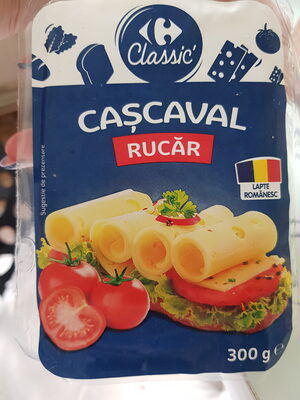 Classic'
CAȘCAVAL
RUCĂR
LAPTE
ROMÂNESC
Sugestie de prezentare
300 g e